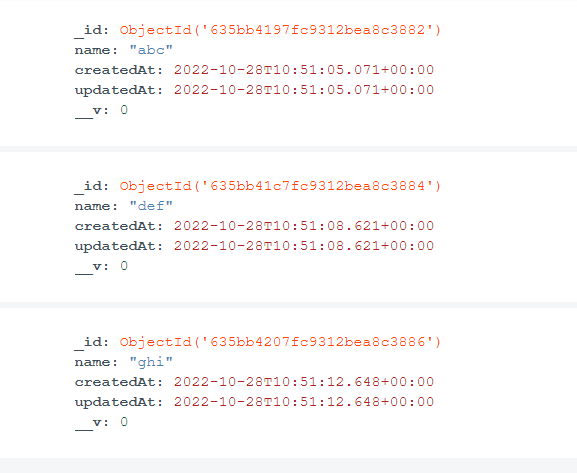 _id: ObjectId('635bb4197fc9312bea8c3882')
name: "abc"
createdAt: 2022-10-28T10:51:05.071+00:00
updatedAt: 2022-10-28T10:51:05.071+00:00
__v: 0
_id: ObjectId('635bb41c7fc9312bea8c3884')
name: "def"
createdAt: 2022-10-28T10:51:08.621+00:00
updatedAt: 2022-10-28T10:51:08.621+00:00
__v: 0
_id: ObjectId('635bb4207fc9312bea8c3886')
name: "ghi"
createdAt: 2022-10-28T10:51:12.648+00:00
updatedAt: 2022-10-28T10:51:12.648+00:00
__v: 0